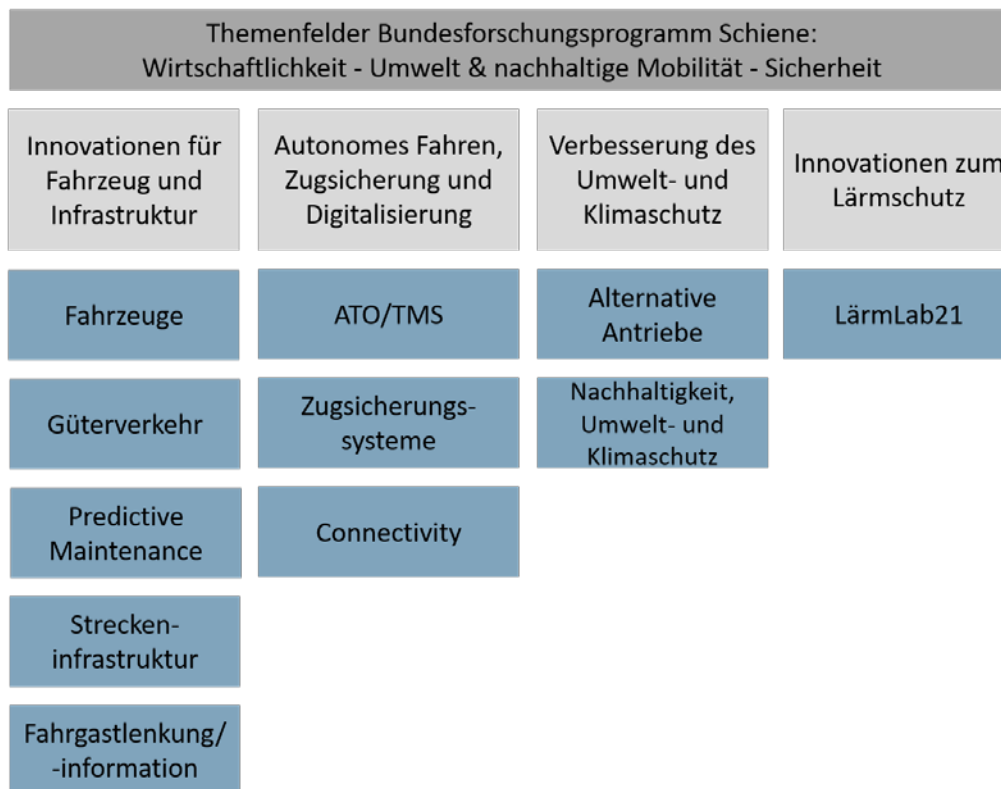 Themenfelder Bundesforschungsprogramm Schiene:
Wirtschaftlichkeit - Umwelt & nachhaltige Mobilität - Sicherheit
Innovationen für
Fahrzeug und
Infrastruktur
Autonomes Fahren,
Zugsicherung und
Digitalisierung
Verbesserung des
Umwelt- und
Klimaschutz
Innovationen zum
Lärmschutz
Fahrzeuge
ATO/TMS
Alternative
Antriebe
LärmLab21
Güterverkehr
Zugsicherungs-
systeme
Nachhaltigkeit,
Umwelt- und
Klimaschutz
Predictive
Maintenance
Connectivity
Strecken-
infrastruktur
Fahrgastlenkung/
-information